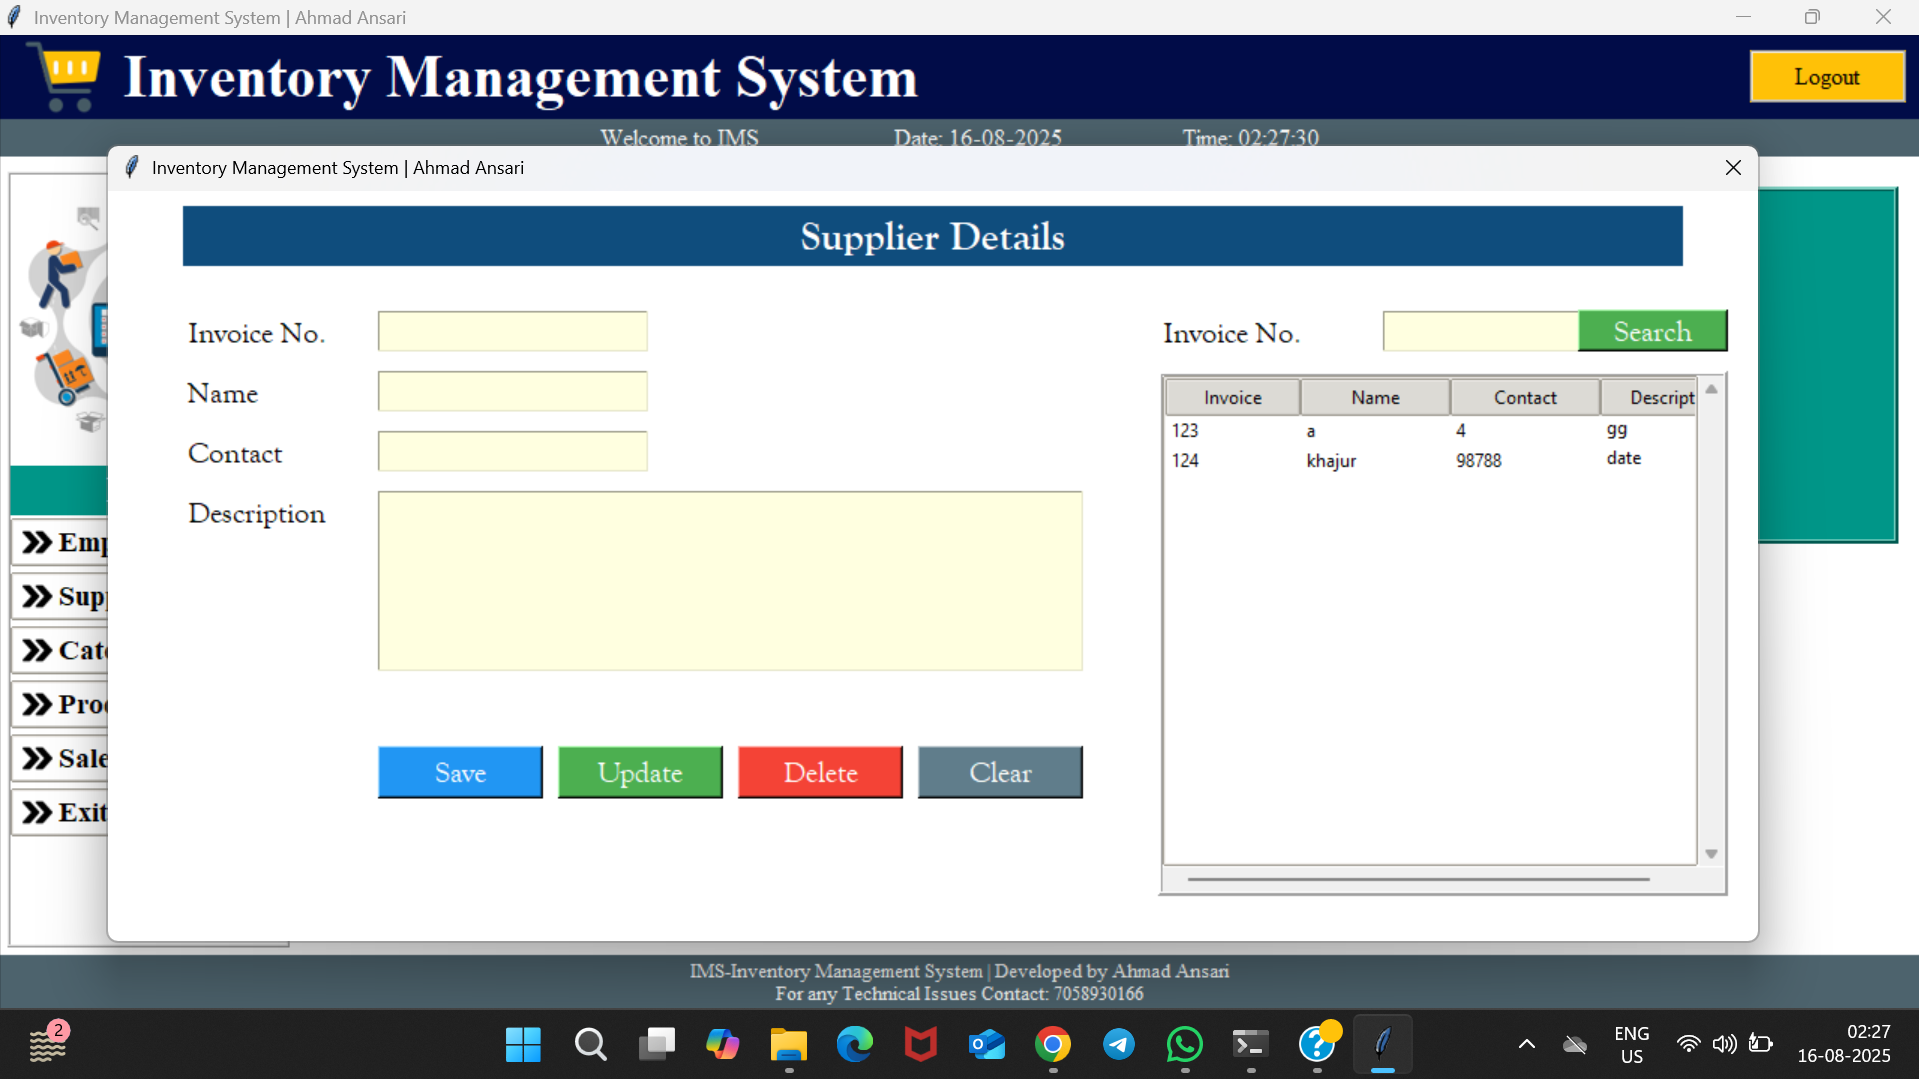 Inventory Management System | Ahmad Ansari
Inventory Management System
Logout
Welcome to IMS
Date: 16-08-2025
Time: 02:27:30
Inventory Management System | Ahmad Ansari
Supplier Details
Invoice No.
Name
Contact
Description
Save
Update
Delete
Clear
Invoice No.
Search
Invoice Name Contact Descript
123 a 4 gg
124 khajur 98788 date
Emp
Supp
Cate
Proc
Sale
Exit
IMS-Inventory Management System | Developed by Ahmad Ansari
For any Technical Issues Contact: 7058930166
2
ENG
US
02:27
16-08-2025